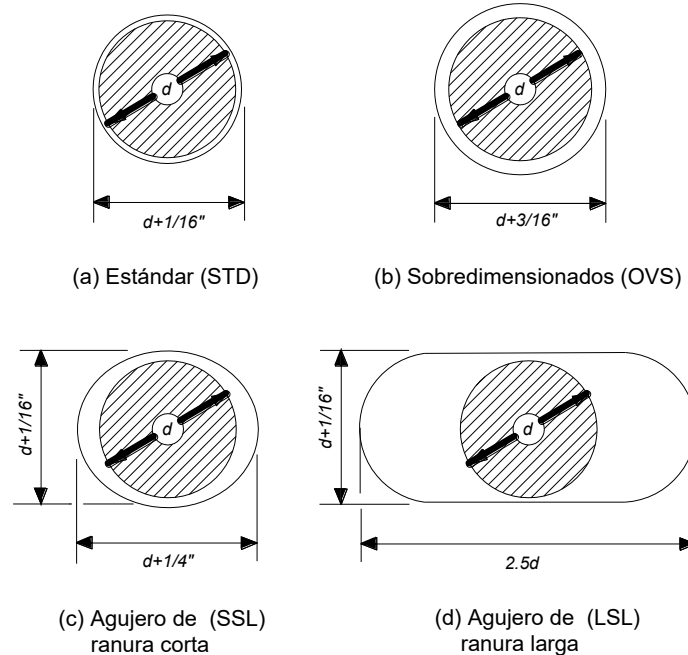 d
d+1/16"
(a) Estándar (STD)
d
d+3/16"
(b) Sobredimensionados (OVS)
d+1/16"
d
d+1/4"
(c) Agujero de (SSL)
ranura corta
d+1/16"
d
2.5d
(d) Agujero de (LSL)
ranura larga